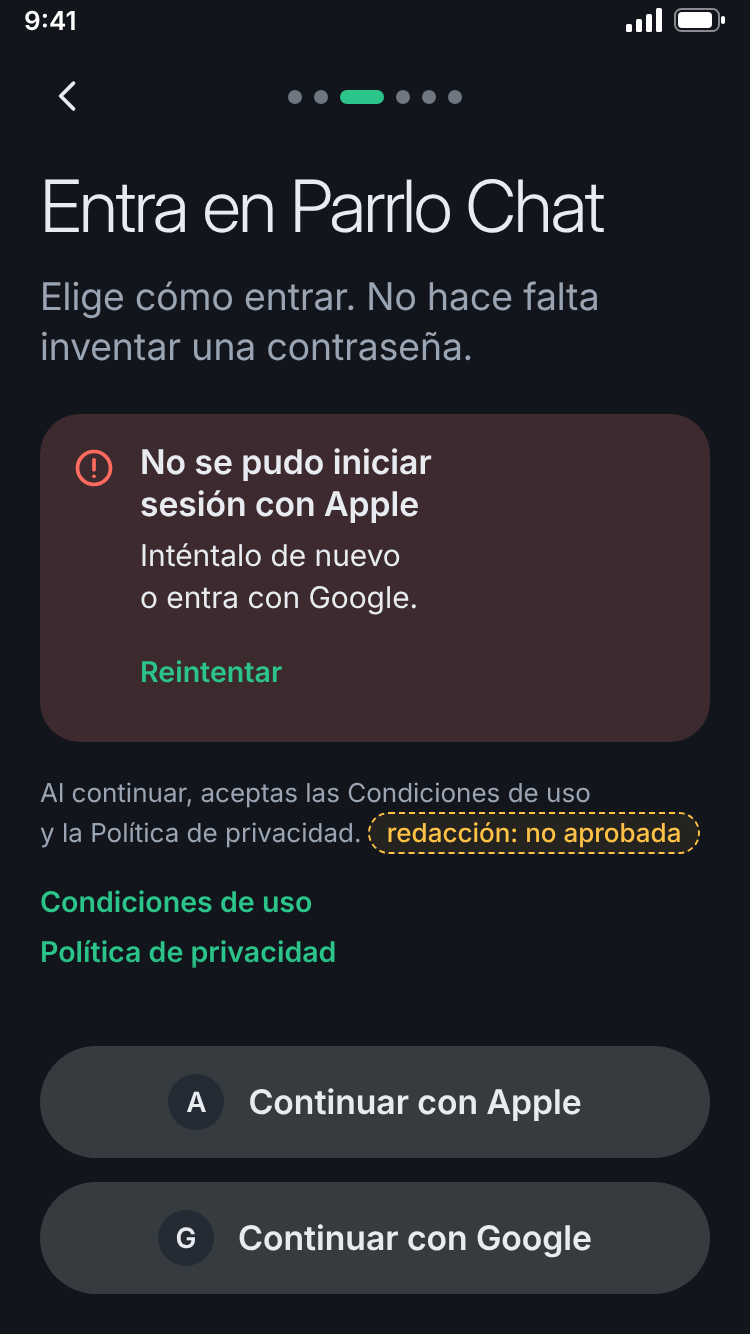 9:41
Entra en Parrlo Chat
Elige cómo entrar. No hace falta
inventar una contraseña.
No se pudo iniciar
sesión con Apple
Inténtalo de nuevo
o entra con Google.
Reintentar
Al continuar, aceptas las Condiciones de uso
y la Política de privacidad. redacción: no aprobada
Condiciones de uso
Política de privacidad
A Continuar con Apple
G Continuar con Google